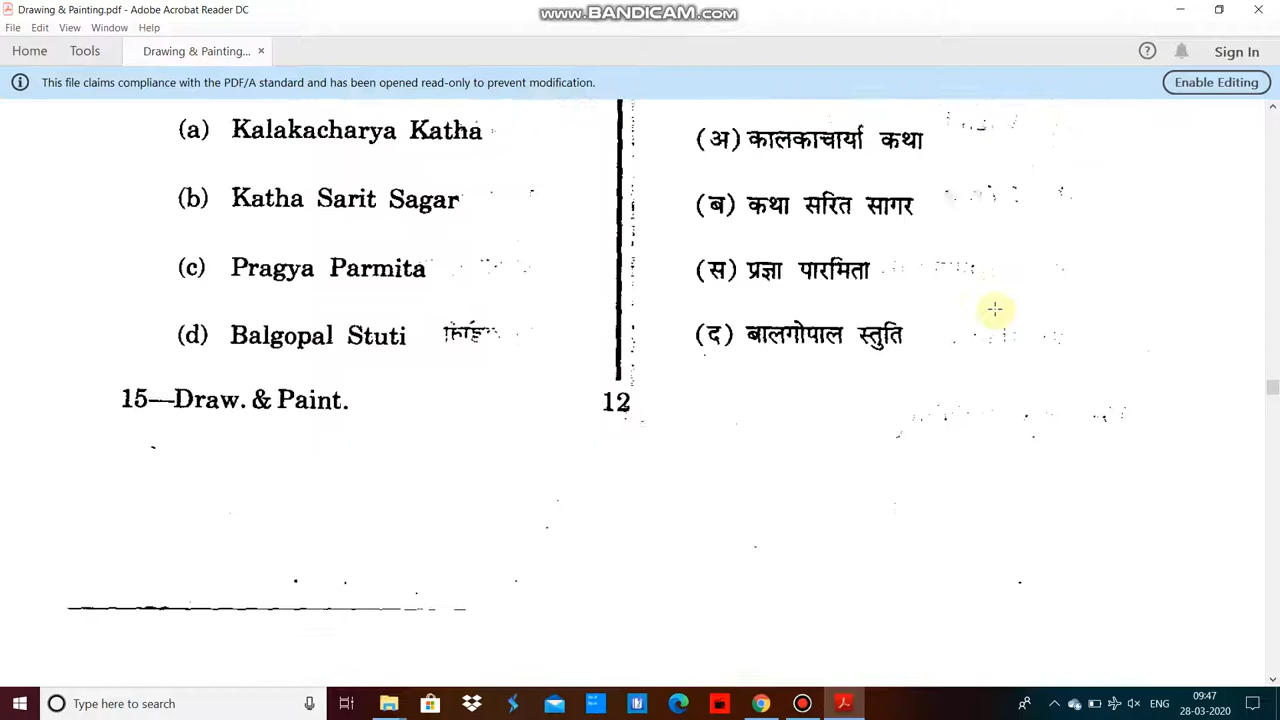 Drawing & Painting.pdf - Adobe Acrobat Reader DC
www.BANDICAM.com
File Edit View Window Help
Home Tools Drawing & Painting... × Sign In
This file claims compliance with the PDF/A standard and has been opened read-only to prevent modification. Enable Editing
(a) Kalakacharya Katha
(b) Katha Sarit Sagar
(c) Pragya Parmita
(d) Balgopal Stuti
15—Draw. & Paint.
12
(अ) कालकाचार्या कथा
(ब) कथा सरित सागर
(स) प्रज्ञा पारमिता
(द) बालगोपाल स्तुति
Type here to search
ENG
09:47
28-03-2020